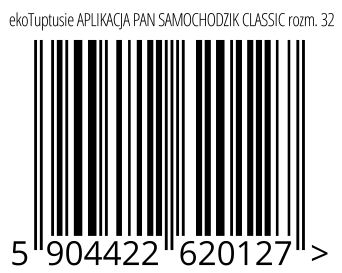 ekoTuptusie APLIKACJA PAN SAMOCHODZIK CLASSIC rozm. 32
5 904422 620127 >